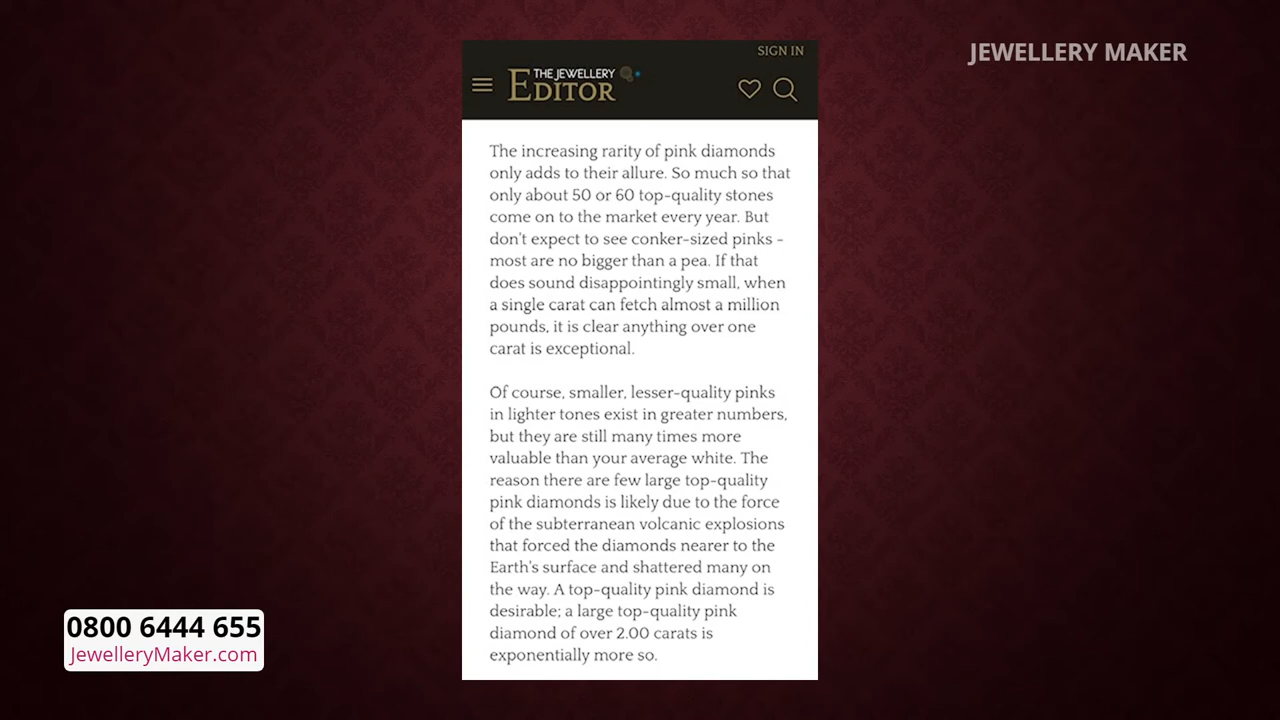 JEWELLERY MAKER
SIGN IN
THE JEWELLERY
EDITOR
The increasing rarity of pink diamonds
only adds to their allure. So much so that
only about 50 or 60 top-quality stones
come on to the market every year. But
don't expect to see conker-sized pinks -
most are no bigger than a pea. If that
does sound disappointingly small, when
a single carat can fetch almost a million
pounds, it is clear anything over one
carat is exceptional.
Of course, smaller, lesser-quality pinks
in lighter tones exist in greater numbers,
but they are still many times more
valuable than your average white. The
reason there are few large top-quality
pink diamonds is likely due to the force
of the subterranean volcanic explosions
that forced the diamonds nearer to the
Earth's surface and shattered many on
the way. A top-quality pink diamond is
desirable; a large top-quality pink
diamond of over 2.00 carats is
exponentially more so.
0800 6444 655
JewelleryMaker.com